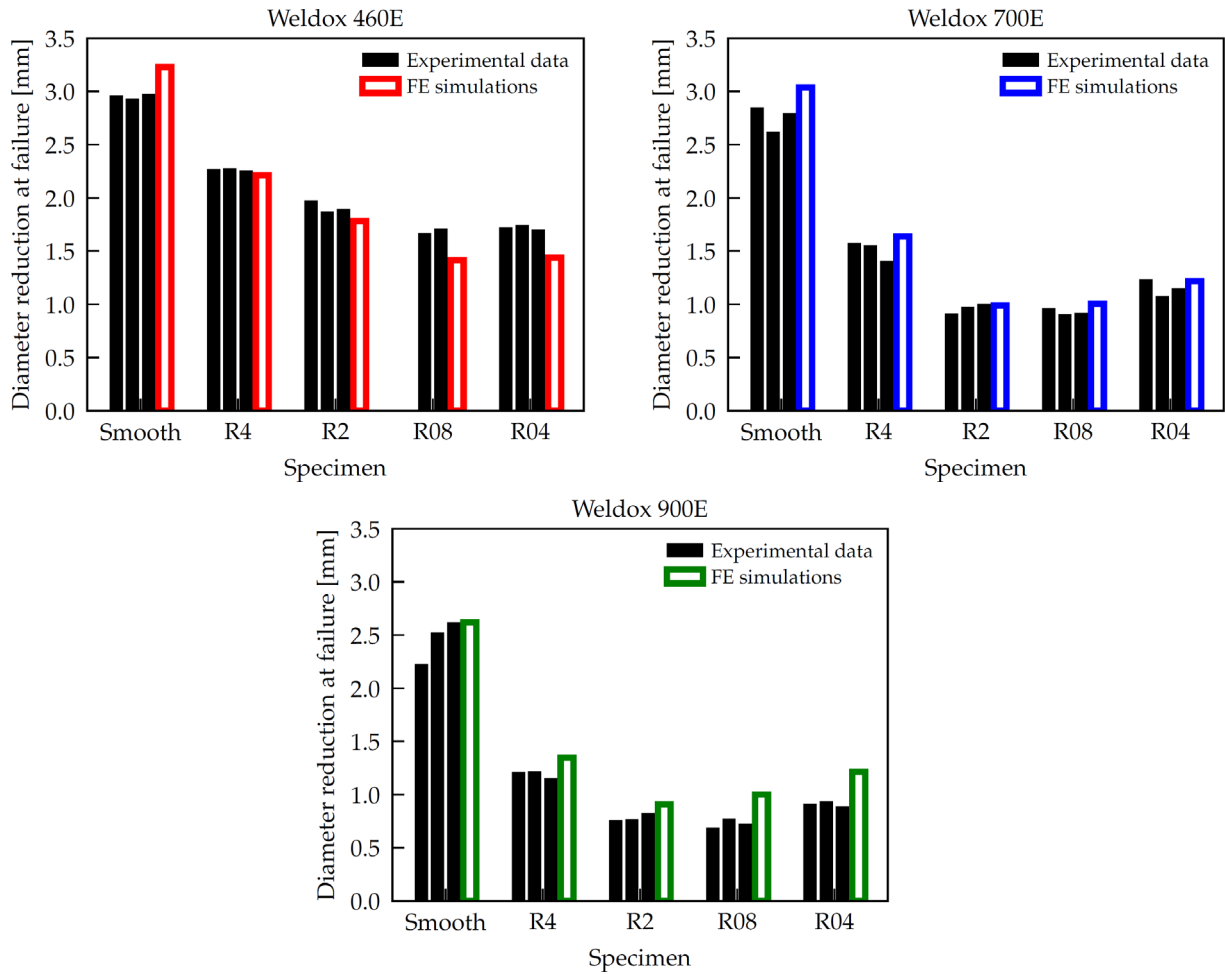 Weldox 460E
Diameter reduction at failure [mm]
3.5
3.0
2.5
2.0
1.5
1.0
0.5
0.0
Experimental data
FE simulations
Smooth R4 R2 R08 R04
Specimen
Weldox 700E
Diameter reduction at failure [mm]
3.5
3.0
2.5
2.0
1.5
1.0
0.5
0.0
Experimental data
FE simulations
Smooth R4 R2 R08 R04
Specimen
Weldox 900E
Diameter reduction at failure [mm]
3.5
3.0
2.5
2.0
1.5
1.0
0.5
0.0
Experimental data
FE simulations
Smooth R4 R2 R08 R04
Specimen